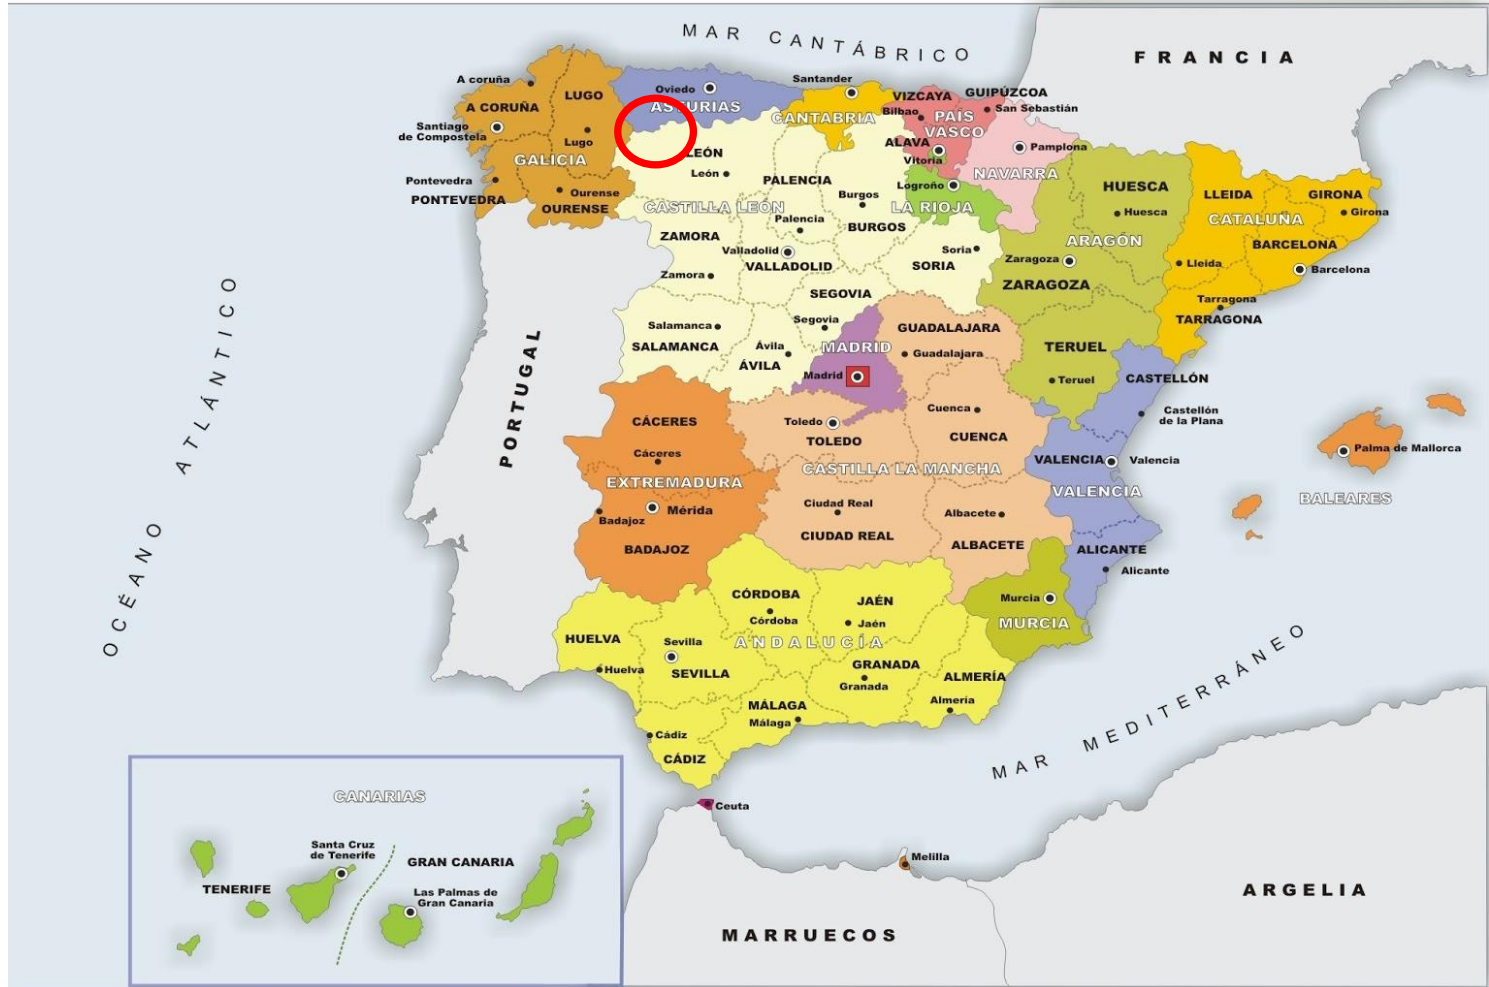 MAR CANTÁBRICO
FRANCIA
A coruña
A CORUÑA
LUGO
Lugo
Santiago
de Compostela
GALICIA
Pontevedra
PONTEVEDRA
Ourense
OURENSE
Oviedo
ASTURIAS
Santander
CANTABRIA
VIZCAYA
GUIPÚZCOA
Bilbao
San Sebastián
PAÍS
VASCO
ALAVA
Vitoria
Pamplona
NAVARRA
Logroño
LA RIOJA
LEÓN
León
PALENCIA
Palencia
CASTILLA LEÓN
Burgos
BURGOS
ZAMORA
Zamora
Valladolid
VALLADOLID
Soria
SORIA
SEGOVIA
Segovia
Salamanca
SALAMANCA
Ávila
ÁVILA
HUESCA
Huesca
ARAGÓN
Zaragoza
ZARAGOZA
TERUEL
Teruel
LLEIDA
Lleida
GIRONA
Girona
CATALUÑA
BARCELONA
Barcelona
Tarragona
TARRAGONA
MADRID
Madrid
GUADALAJARA
Guadalajara
Toledo
TOLEDO
Cuenca
CUENCA
CASTILLA LA MANCHA
Ciudad Real
CIUDAD REAL
Albacete
ALBACETE
CÁCERES
Cáceres
EXTREMADURA
Mérida
Badajoz
BADAJOZ
CASTELLÓN
Castellón
de la Plana
VALENCIA
Valencia
VALENCIA
ALICANTE
Alicante
Murcia
MURCIA
Palma de Mallorca
BALEARES
PORTUGAL
OCÉANO ATLÁNTICO
CÓRDOBA
Córdoba
JAÉN
Jaén
HUELVA
Huelva
Sevilla
SEVILLA
ANDALUCÍA
GRANADA
Granada
ALMERÍA
Almería
MÁLAGA
Málaga
Cádiz
CÁDIZ
MAR MEDITERRÁNEO
Ceuta
Melilla
MARRUECOS
ARGELIA
CANARIAS
Santa Cruz
de Tenerife
TENERIFE
GRAN CANARIA
Las Palmas de
Gran Canaria